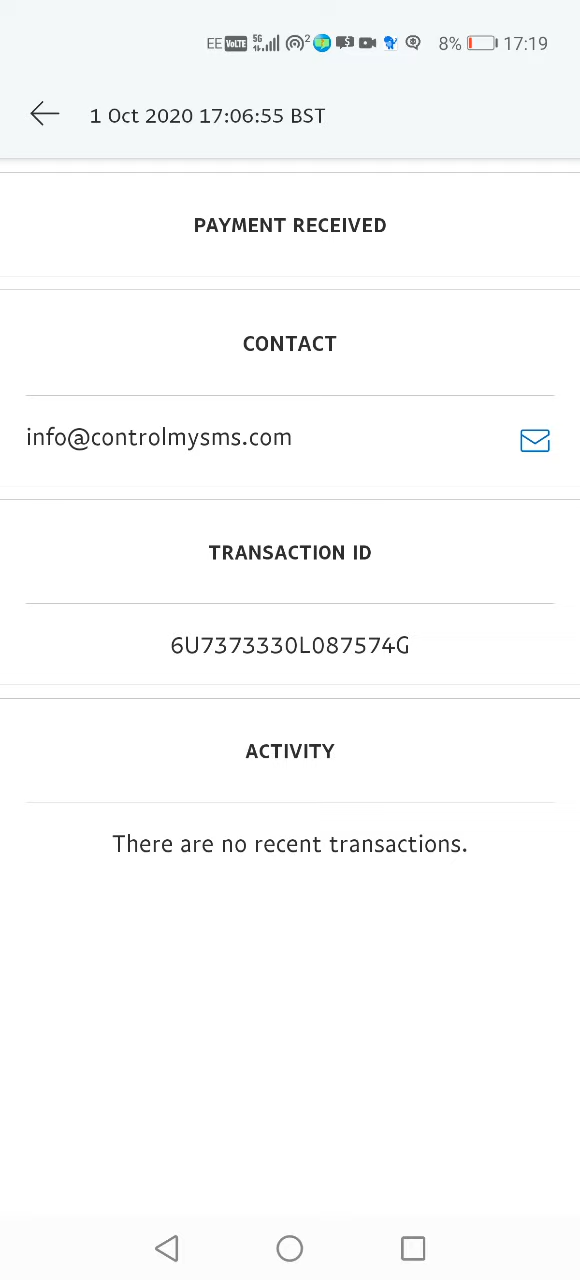 EE VoLTE 5G 2 8% 17:19
1 Oct 2020 17:06:55 BST
PAYMENT RECEIVED
CONTACT
info@controlmysms.com
TRANSACTION ID
6U7373330L087574G
ACTIVITY
There are no recent transactions.